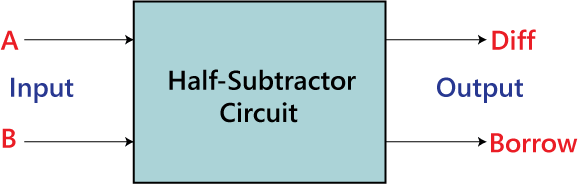 A
Diff
Input
Half-Subtractor
Circuit
Output
B
Borrow